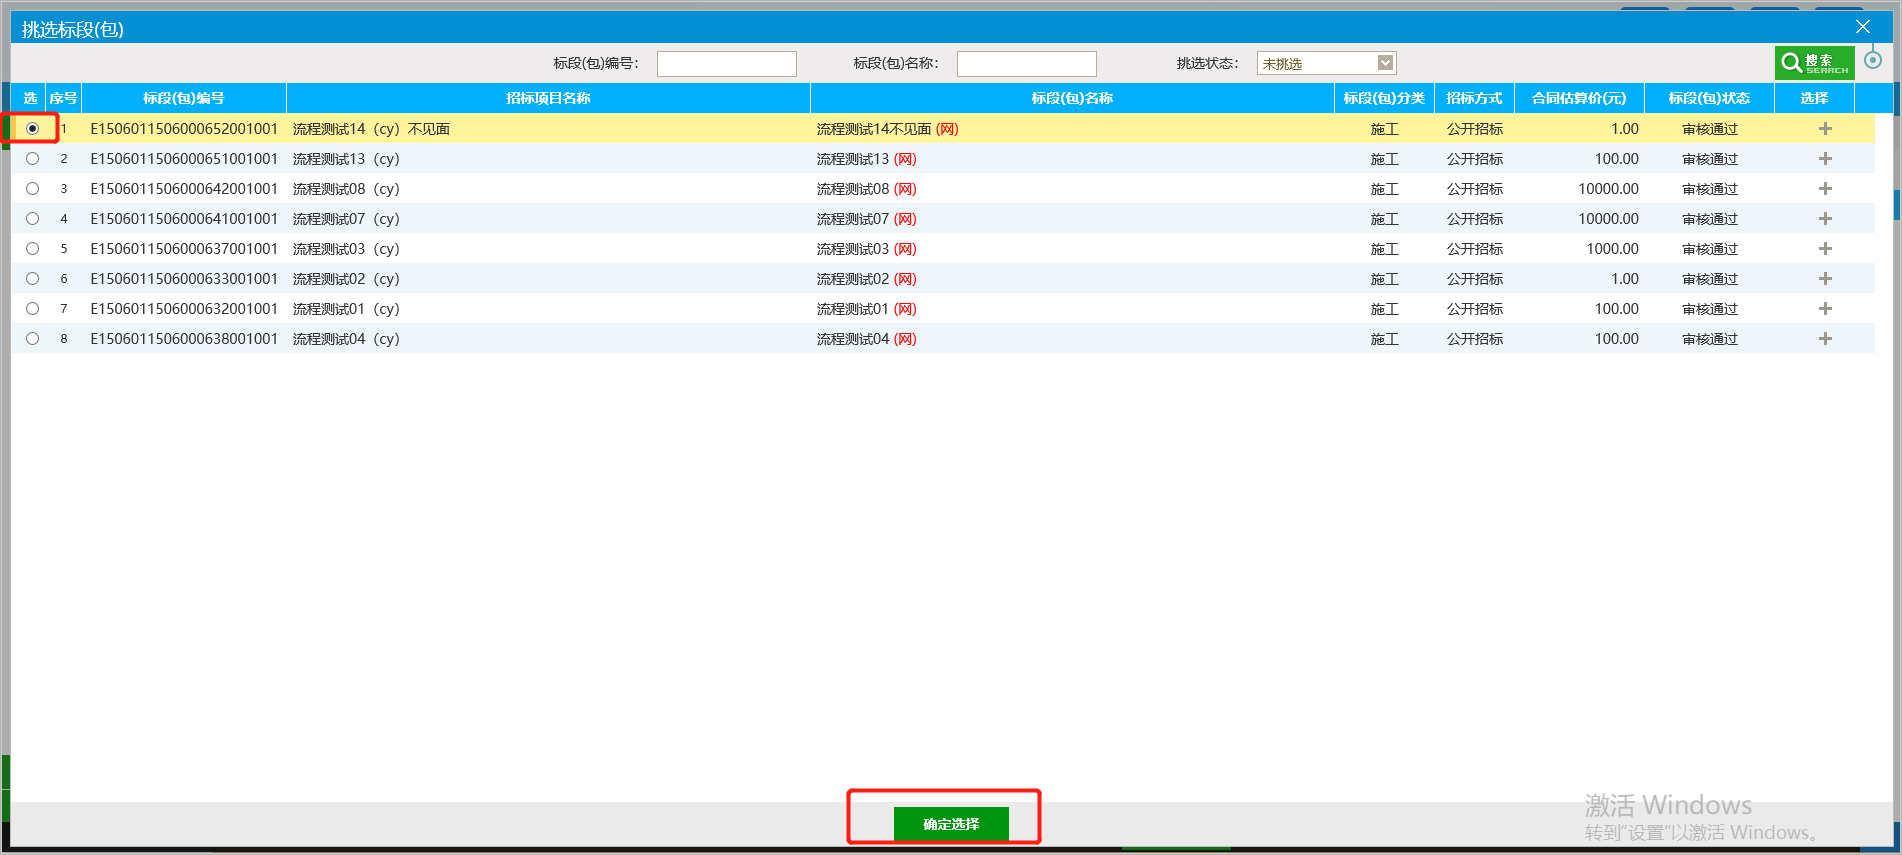 挑选标段(包)
标段(包)编号： 标段(包)名称： 挑选状态： 未挑选 搜索 SEARCH
选 序号 标段(包)编号 招标项目名称 标段(包)名称 标段(包)分类 招标方式 合同估算价(元) 标段(包)状态 选择
1 E1506011506000652001001 流程测试14（cy）不见面 流程测试14不见面 (网) 施工 公开招标 1.00 审核通过
2 E1506011506000651001001 流程测试13（cy） 流程测试13 (网) 施工 公开招标 100.00 审核通过
3 E1506011506000642001001 流程测试08（cy） 流程测试08 (网) 施工 公开招标 10000.00 审核通过
4 E1506011506000641001001 流程测试07（cy） 流程测试07 (网) 施工 公开招标 10000.00 审核通过
5 E1506011506000637001001 流程测试03（cy） 流程测试03 (网) 施工 公开招标 1000.00 审核通过
6 E1506011506000633001001 流程测试02（cy） 流程测试02 (网) 施工 公开招标 1.00 审核通过
7 E1506011506000632001001 流程测试01（cy） 流程测试01 (网) 施工 公开招标 100.00 审核通过
8 E1506011506000638001001 流程测试04（cy） 流程测试04 (网) 施工 公开招标 100.00 审核通过
确定选择
激活 Windows
转到"设置"以激活 Windows。